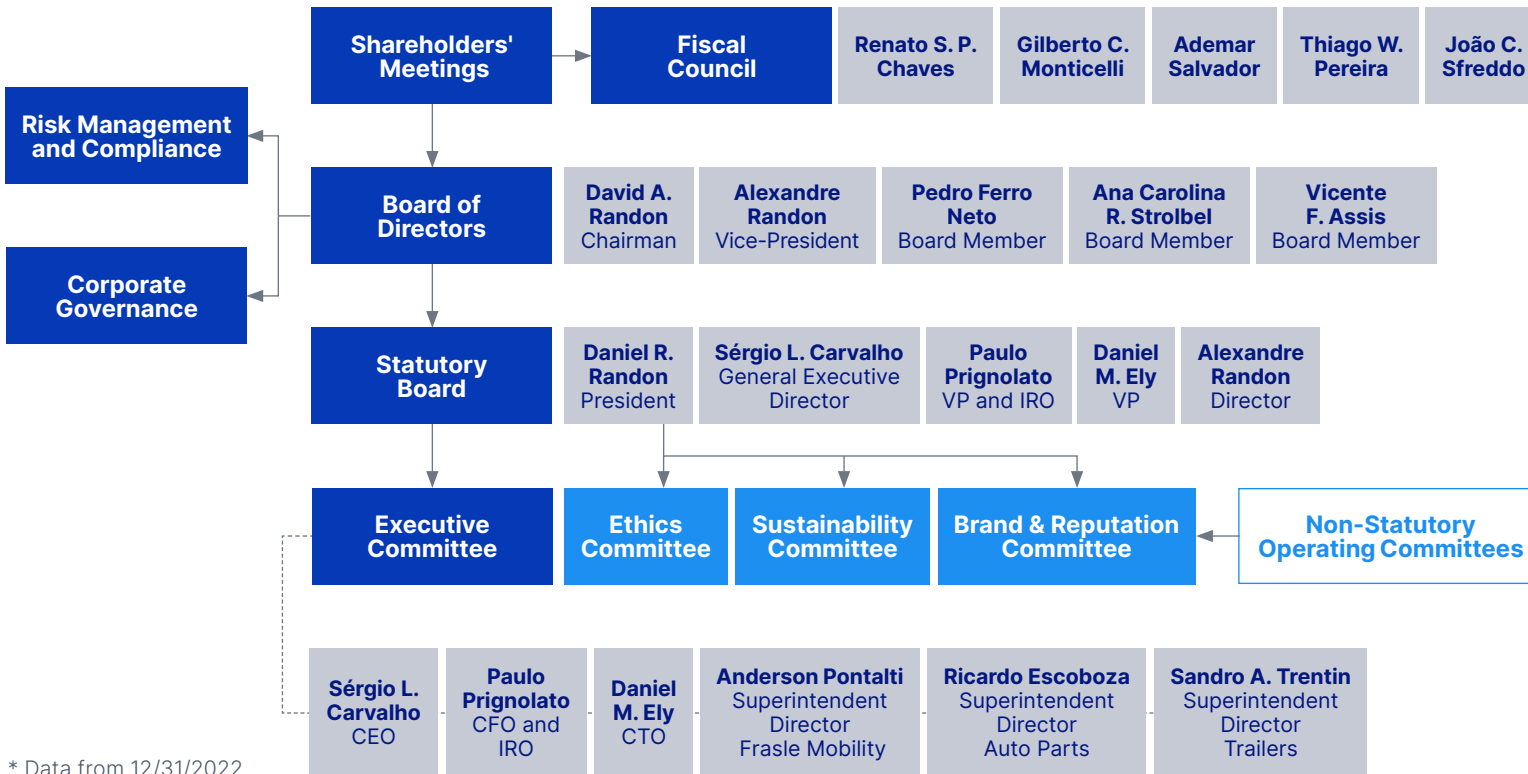 Shareholders'
Meetings
Fiscal
Council
Renato S. P.
Chaves
Gilberto C.
Monticelli
Ademar
Salvador
Thiago W.
Pereira
João C.
Sfreddo
Risk Management
and Compliance
Board of
Directors
David A.
Randon
Chairman
Alexandre
Randon
Vice-President
Pedro Ferro
Neto
Board Member
Ana Carolina
R. Strolbel
Board Member
Vicente
F. Assis
Board Member
Corporate
Governance
Statutory
Board
Daniel R.
Randon
President
Sérgio L. Carvalho
General Executive
Director
Paulo
Prignolato
VP and IRO
Daniel
M. Ely
VP
Alexandre
Randon
Director
Executive
Committee
Ethics
Committee
Sustainability
Committee
Brand & Reputation
Committee
Non-Statutory
Operating Committees
Sérgio L.
Carvalho
CEO
Paulo
Prignolato
CFO and
IRO
Daniel
M. Ely
CTO
Anderson Pontalti
Superintendent
Director
Frasle Mobility
Ricardo Escoboza
Superintendent
Director
Auto Parts
Sandro A. Trentin
Superintendent
Director
Trailers
* Data from 12/31/2022